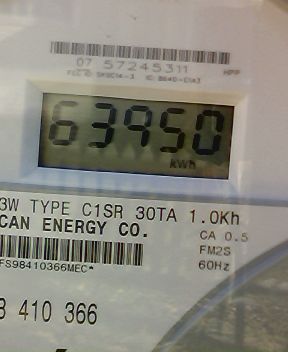 07 57245311 HPP
63950
kWh
3W TYPE C1SR 30TA 1.0Kh
CAN ENERGY CO. CA 0.5
FM2S
FS98410366MEC* 60Hz
410 366